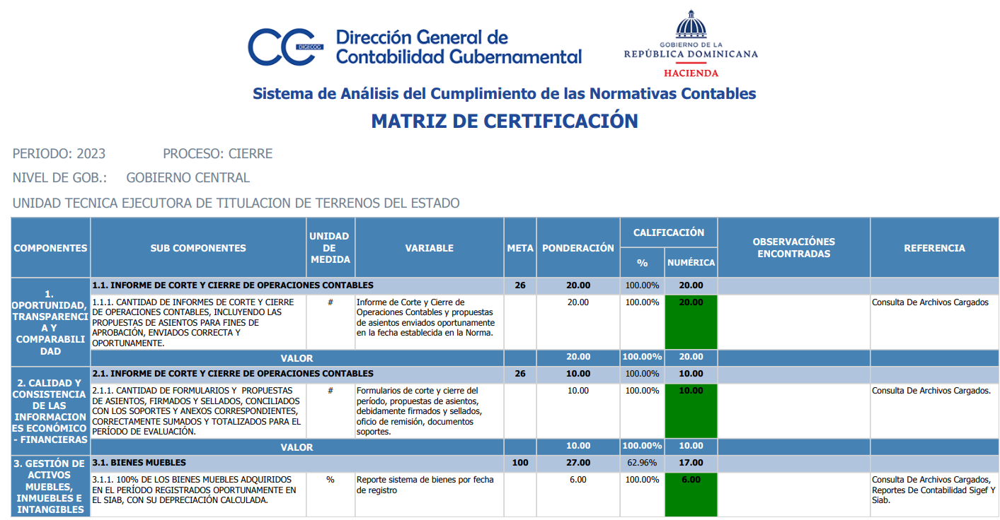 DIGECOG
Dirección General de
Contabilidad Gubernamental
GOBIERNO DE LA
REPÚBLICA DOMINICANA
HACIENDA
Sistema de Análisis del Cumplimiento de las Normativas Contables
MATRIZ DE CERTIFICACIÓN
PERIODO: 2023 PROCESO: CIERRE
NIVEL DE GOB.: GOBIERNO CENTRAL
UNIDAD TECNICA EJECUTORA DE TITULACION DE TERRENOS DEL ESTADO
COMPONENTES
SUB COMPONENTES
UNIDAD
DE
MEDIDA
VARIABLE
META
PONDERACIÓN
CALIFICACIÓN
%
NUMÉRICA
OBSERVACIÓNES
ENCONTRADAS
REFERENCIA
1.
OPORTUNIDAD,
TRANSPARENCI
A Y
COMPARABILI
DAD
1.1. INFORME DE CORTE Y CIERRE DE OPERACIONES CONTABLES 26 20.00 100.00% 20.00
1.1.1. CANTIDAD DE INFORMES DE CORTE Y CIERRE
DE OPERACIONES CONTABLES, INCLUYENDO LAS
PROPUESTAS DE ASIENTOS PARA FINES DE
APROBACIÓN, ENVIADOS CORRECTA Y
OPORTUNAMENTE.
#
Informe de Corte y Cierre de
Operaciones Contables y propuestas
de asientos enviados oportunamente
en la fecha establecida en la Norma.
20.00 100.00% 20.00
Consulta De Archivos Cargados
VALOR 20.00 100.00% 20.00
2. CALIDAD Y
CONSISTENCIA
DE LAS
INFORMACION
ES ECONÓMICO
- FINANCIERAS
2.1. INFORME DE CORTE Y CIERRE DE OPERACIONES CONTABLES 26 10.00 100.00% 10.00
2.1.1. CANTIDAD DE FORMULARIOS Y PROPUESTAS
DE ASIENTOS, FIRMADOS Y SELLADOS, CONCILIADOS
CON LOS SOPORTES Y ANEXOS CORRESPONDIENTES,
CORRECTAMENTE SUMADOS Y TOTALIZADOS PARA EL
PERÍODO DE EVALUACIÓN.
#
Formularios de corte y cierre del
período, propuestas de asientos,
debidamente firmados y sellados,
oficio de remisión, documentos
soportes.
10.00 100.00% 10.00
Consulta De Archivos Cargados.
VALOR 10.00 100.00% 10.00
3. GESTIÓN DE
ACTIVOS
MUEBLES,
INMUEBLES E
INTANGIBLES
3.1. BIENES MUEBLES 100 27.00 62.96% 17.00
3.1.1. 100% DE LOS BIENES MUEBLES ADQUIRIDOS
EN EL PERÍODO REGISTRADOS OPORTUNAMENTE EN
EL SIAB, CON SU DEPRECIACIÓN CALCULADA.
%
Reporte sistema de bienes por fecha
de registro
6.00 100.00% 6.00
Consulta De Archivos Cargados,
Reportes De Contabilidad Sigef Y
Siab.